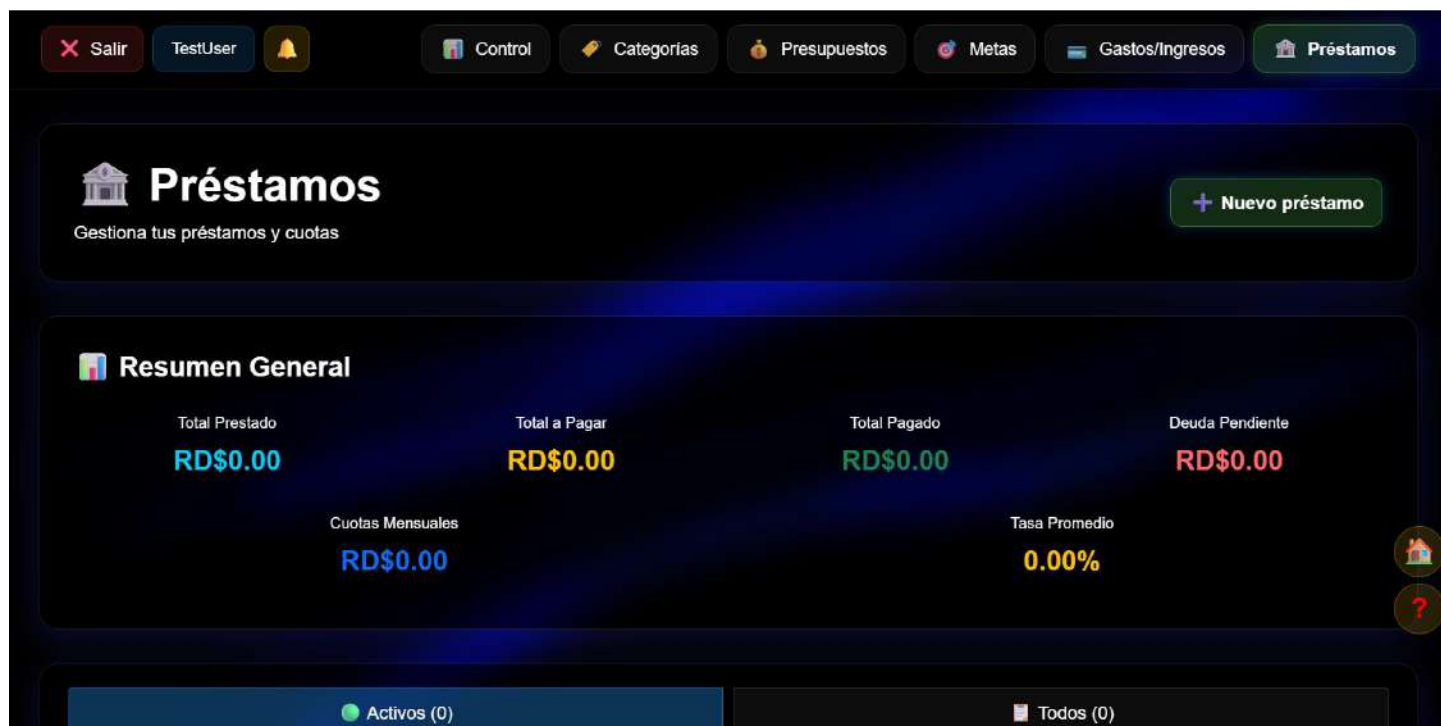 Salir TestUser Control Categorías Presupuestos Metas Gastos/Ingresos Préstamos
Préstamos
Gestiona tus préstamos y cuotas
Nuevo préstamo
Resumen General
Total Prestado Total a Pagar Total Pagado Deuda Pendiente
RD$0.00 RD$0.00 RD$0.00 RD$0.00
Cuotas Mensuales Tasa Promedio
RD$0.00 0.00%
?
Activos (0) Todos (0)